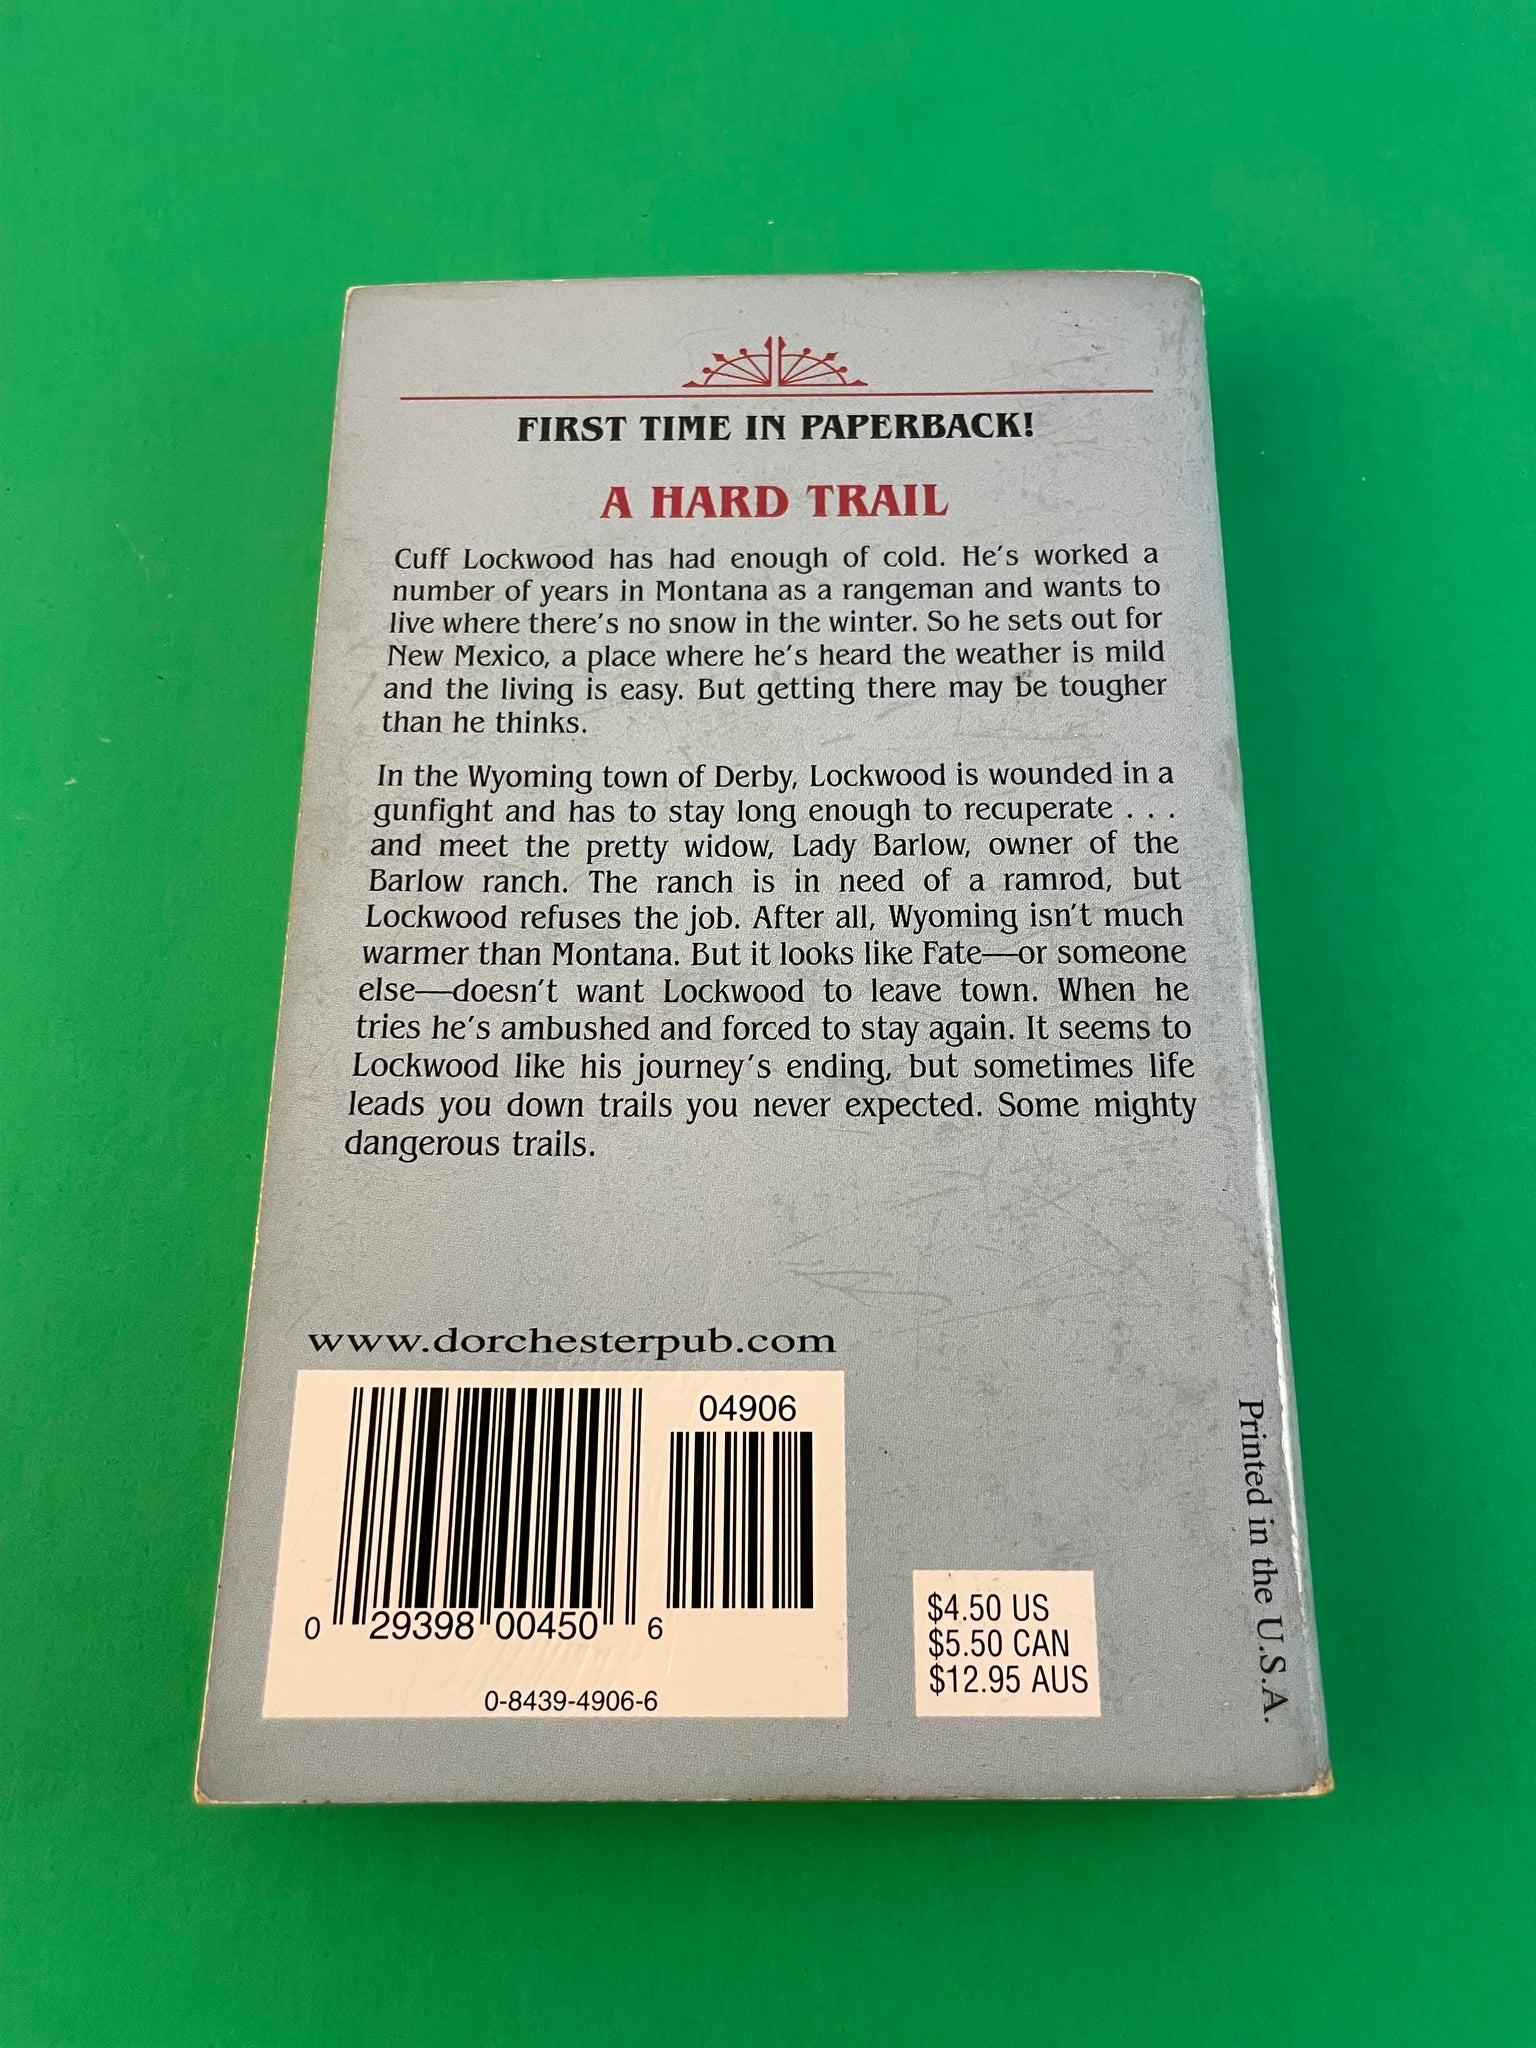 FIRST TIME IN PAPERBACK!
A HARD TRAIL
Cuff Lockwood has had enough of cold. He's worked a
number of years in Montana as a rangeman and wants to
live where there's no snow in the winter. So he sets out for
New Mexico, a place where he's heard the weather is mild
and the living is easy. But getting there may be tougher
than he thinks.
In the Wyoming town of Derby, Lockwood is wounded in a
gunfight and has to stay long enough to recuperate . . .
and meet the pretty widow, Lady Barlow, owner of the
Barlow ranch. The ranch is in need of a ramrod, but
Lockwood refuses the job. After all, Wyoming isn't much
warmer than Montana. But it looks like Fate—or someone
else—doesn't want Lockwood to leave town. When he
tries he's ambushed and forced to stay again. It seems to
Lockwood like his journey's ending, but sometimes life
leads you down trails you never expected. Some mighty
dangerous trails.
www.dorchesterpub.com
04906
0 29398 00450 6
0-8439-4906-6
$4.50 US
$5.50 CAN
$12.95 AUS
Printed in the U.S.A.